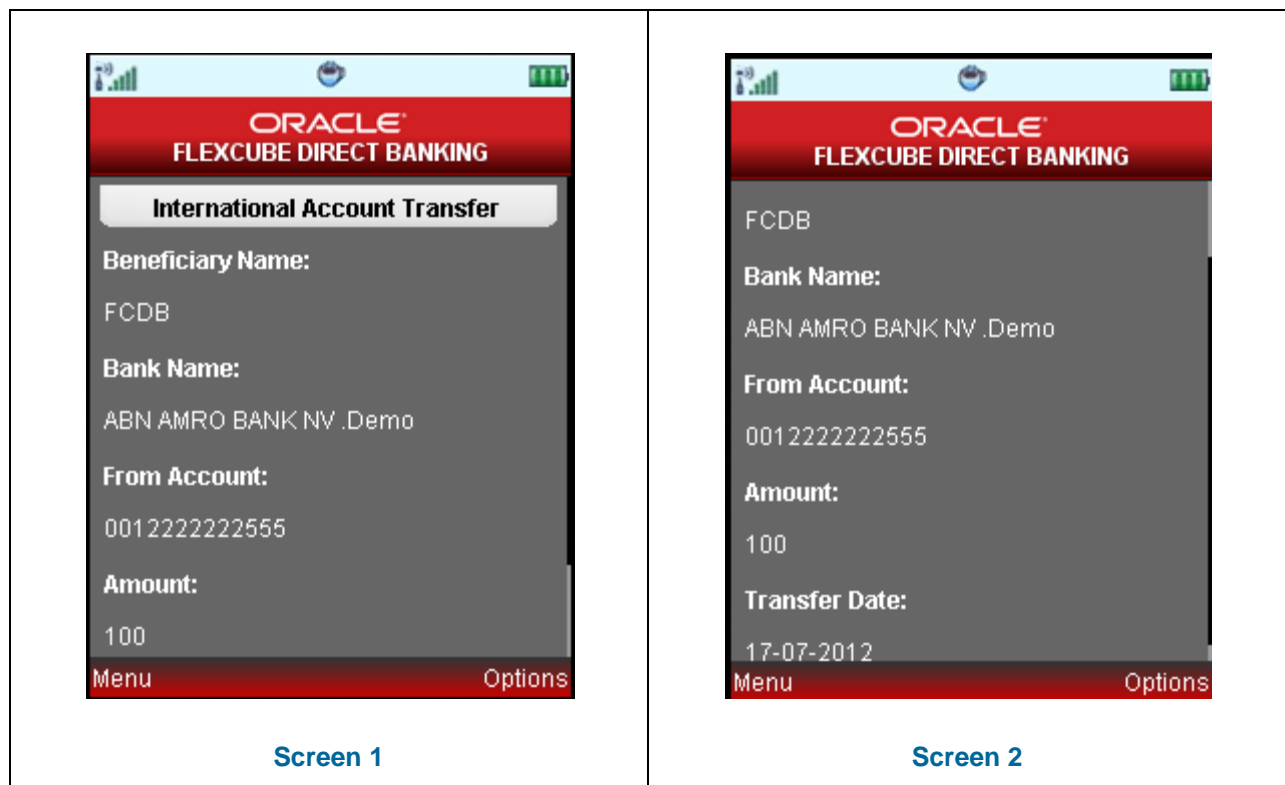 ORACLE
FLEXCUBE DIRECT BANKING
International Account Transfer
Beneficiary Name:
FCDB
Bank Name:
ABN AMRO BANK NV .Demo
From Account:
0012222222555
Amount:
100
Menu Options
Screen 1
ORACLE
FLEXCUBE DIRECT BANKING
FCDB
Bank Name:
ABN AMRO BANK NV .Demo
From Account:
0012222222555
Amount:
100
Transfer Date:
17-07-2012
Menu Options
Screen 2